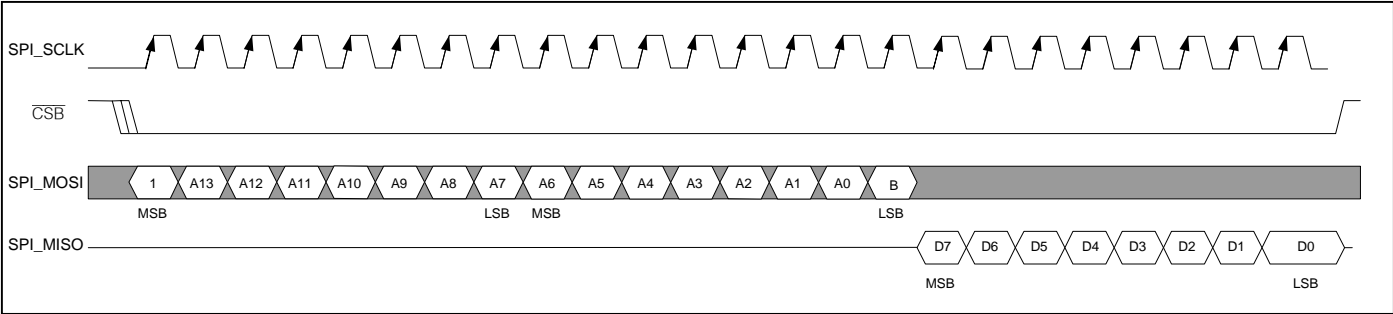 SPI_SCLK
CSB
SPI_MOSI 1 A13 A12 A11 A10 A9 A8 A7 A6 A5 A4 A3 A2 A1 A0 B
MSB LSB MSB LSB
SPI_MISO D7 D6 D5 D4 D3 D2 D1 D0
MSB LSB